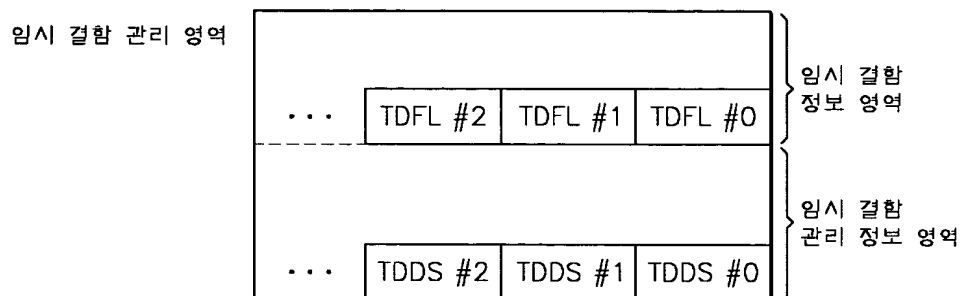 임시 결함 관리 영역
임시 결함
정보 영역
... TDFL #2 TDFL #1 TDFL #0
임시 결함
관리 정보 영역
... TDDS #2 TDDS #1 TDDS #0